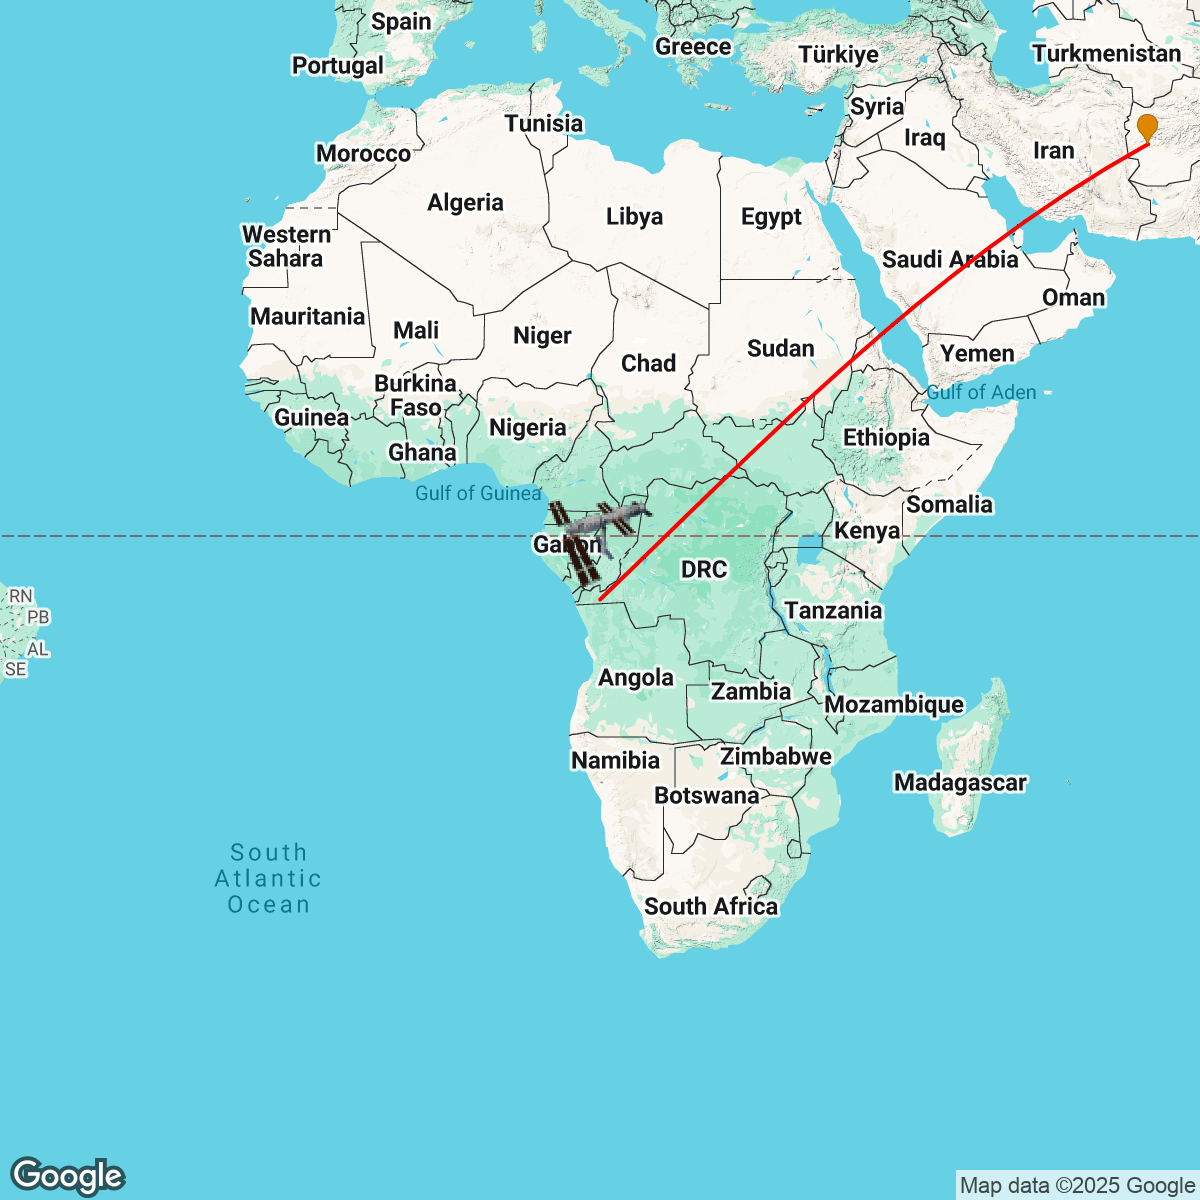 Spain
Greece
Türkiye
Turkmenistan
Portugal
Syria
Tunisia
Iraq
Morocco
Iran
Algeria
Libya
Egypt
Western
Sahara
Saudi Arabia
Oman
Mauritania
Mali
Niger
Chad
Sudan
Yemen
Burkina
Faso
Gulf of Aden
Guinea
Nigeria
Ethiopia
Ghana
Gulf of Guinea
Somalia
Kenya
Gabon
DRC
RN
PB
Tanzania
AL
SE
Angola
Zambia
Mozambique
Namibia
Zimbabwe
Botswana
Madagascar
South
Atlantic
Ocean
South Africa
Google
Map data ©2025 Google